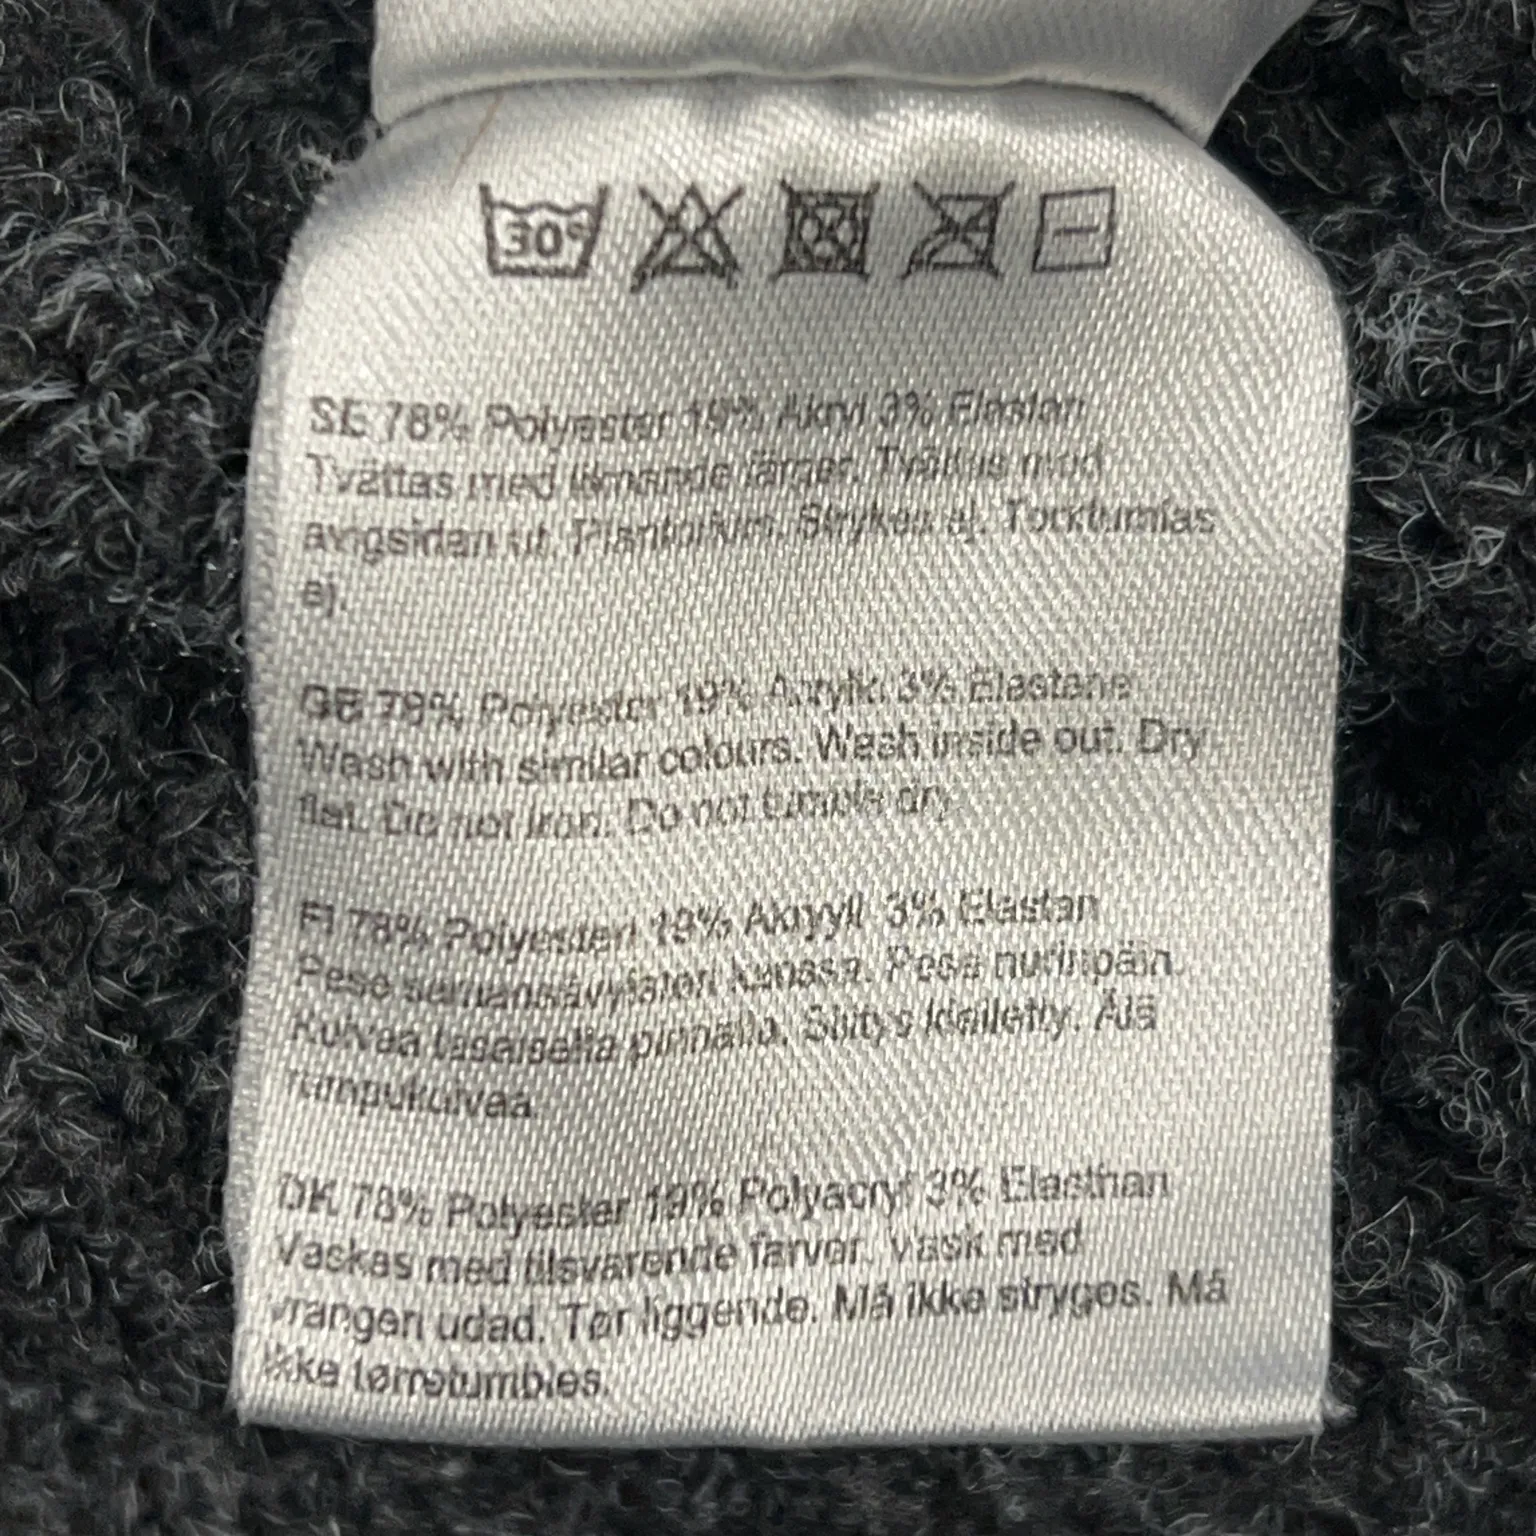 30°
SE 78% Polyester 19% Akryl 3% Elastan
Tvättas med liknande färger. Tvättas med
avigsidan ut. Plantorkas. Strykes ej. Torktumlas
ej.
GB 78% Polyester 19% Acrylic 3% Elastane
Wash with similar colours. Wash inside out. Dry
flat. Do not iron. Do not tumble dry
FI 78% Polyesteri 19% Akryyli 3% Elastan
Pese samansävyisten kanssa. Pese nurinpäin.
Kuivaa tasaisella pinnalla. Silitys kielletty. Älä
rumpukuivaa
DK 78% Polyester 19% Polyacryl 3% Elasthan
Vaskes med tilsvarende farver. Vask med
vrangen udad. Tør liggende. Må ikke stryges. Må
ikke tørretumbles.